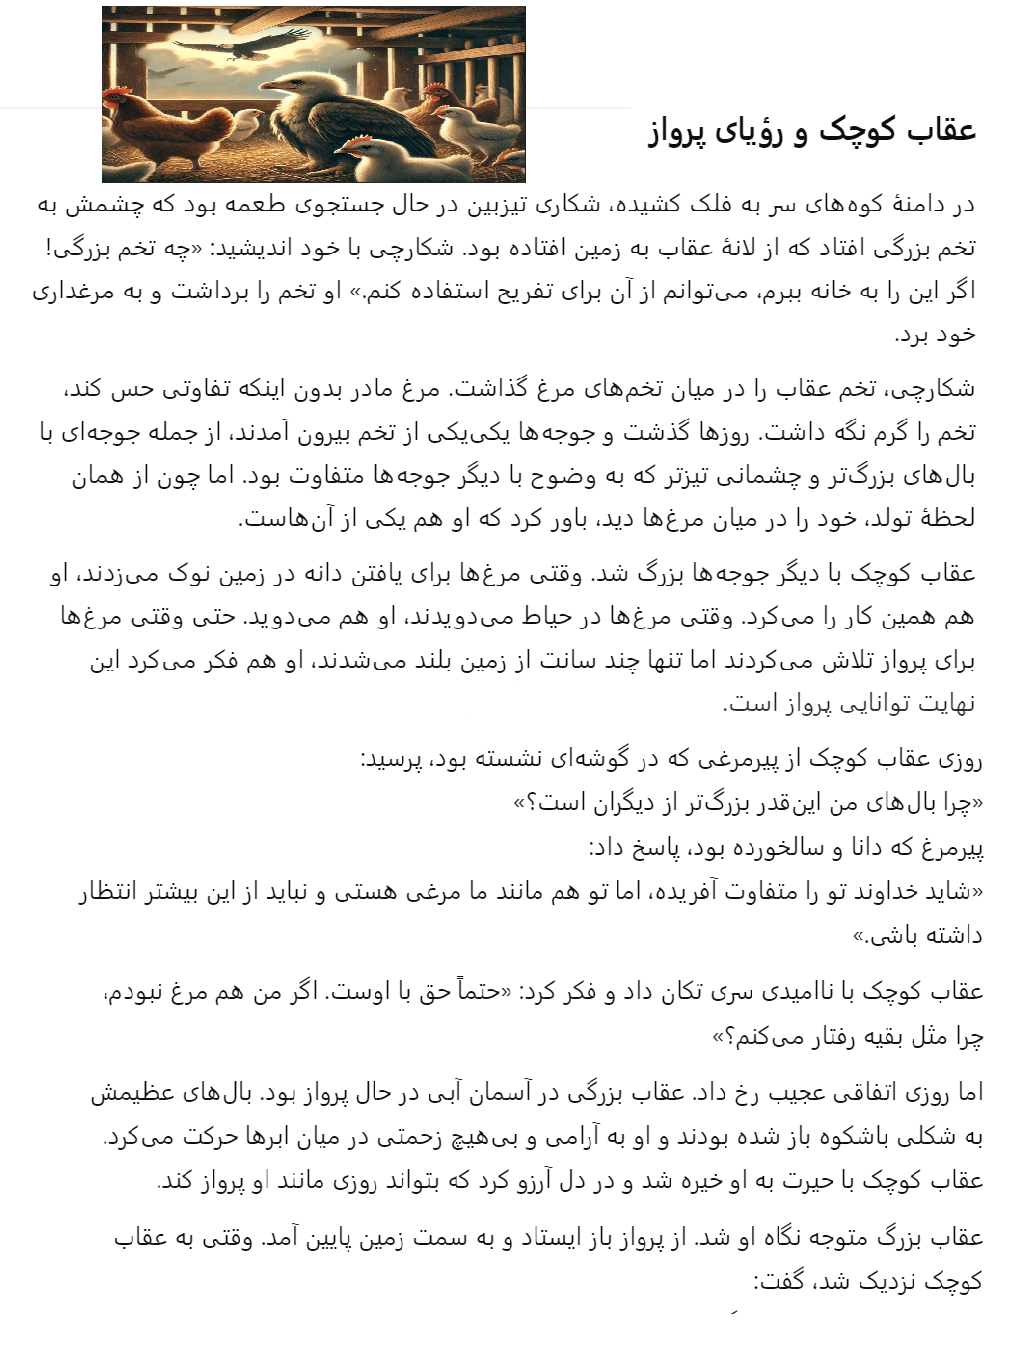 عقاب کوچک و رؤیای پرواز
در دامنهٔ کوه‌های سر به فلک کشیده، شکاری تیزبین در حال جستجوی طعمه بود که چشمش به
تخم بزرگی افتاد که از لانهٔ عقاب به زمین افتاده بود. شکارچی با خود اندیشید: «چه تخم بزرگی!
اگر این را به خانه ببرم، می‌توانم از آن برای تفریح استفاده کنم.» او تخم را برداشت و به مرغداری
خود برد.
شکارچی، تخم عقاب را در میان تخم‌های مرغ گذاشت. مرغ مادر بدون اینکه تفاوتی حس کند،
تخم را گرم نگه داشت. روزها گذشت و جوجه‌ها یکی‌یکی از تخم بیرون آمدند، از جمله جوجه‌ای با
بال‌های بزرگ‌تر و چشمانی تیزتر که به وضوح با دیگر جوجه‌ها متفاوت بود. اما چون از همان
لحظهٔ تولد، خود را در میان مرغ‌ها دید، باور کرد که او هم یکی از آن‌هاست.
عقاب کوچک با دیگر جوجه‌ها بزرگ شد. وقتی مرغ‌ها برای یافتن دانه در زمین نوک می‌زدند، او
هم همین کار را می‌کرد. وقتی مرغ‌ها در حیاط می‌دویدند، او هم می‌دوید. حتی وقتی مرغ‌ها
برای پرواز تلاش می‌کردند اما تنها چند سانت از زمین بلند می‌شدند، او هم فکر می‌کرد این
نهایت توانایی پرواز است.
روزی عقاب کوچک از پیرمرغی که در گوشه‌ای نشسته بود، پرسید:
«چرا بال‌های من این‌قدر بزرگ‌تر از دیگران است؟»
پیرمرغ که دانا و سالخورده بود، پاسخ داد:
«شاید خداوند تو را متفاوت آفریده، اما تو هم مانند ما مرغی هستی و نباید از این بیشتر انتظار
داشته باشی.»
عقاب کوچک با ناامیدی سری تکان داد و فکر کرد: «حتماً حق با اوست. اگر من هم مرغ نبودم،
چرا مثل بقیه رفتار می‌کنم؟»
اما روزی اتفاقی عجیب رخ داد. عقاب بزرگی در آسمان آبی در حال پرواز بود. بال‌های عظیمش
به شکلی باشکوه باز شده بودند و او به آرامی و بی‌هیچ زحمتی در میان ابرها حرکت می‌کرد.
عقاب کوچک با حیرت به او خیره شد و در دل آرزو کرد که بتواند روزی مانند او پرواز کند.
عقاب بزرگ متوجه نگاه او شد. از پرواز باز ایستاد و به سمت زمین پایین آمد. وقتی به عقاب
کوچک نزدیک شد، گفت: